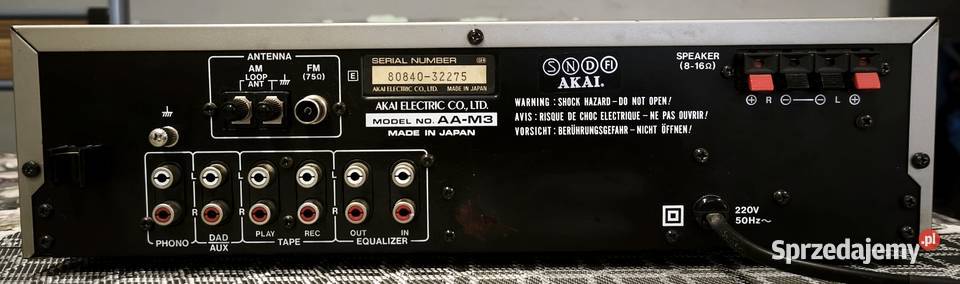 ANTENNA
AM
LOOP
ANT
FM
(75Ω)
E
SERIAL NUMBER
80840-32275
AKAI ELECTRIC CO., LTD. MADE IN JAPAN
AKAI ELECTRIC CO., LTD.
MODEL NO. AA-M3
MADE IN JAPAN
S N D Fi
AKAI.
WARNING : SHOCK HAZARD – DO NOT OPEN!
AVIS : RISQUE DE CHOC ELECTRIQUE – NE PAS OUVRIR!
VORSICHT : BERÜHRUNGSGEFAHR – NICHT ÖFFNEN!
SPEAKER
(8-16Ω)
⊕ R ⊖—⊖ L ⊕
L L L
R R R
PHONO
DAD
AUX
PLAY REC
TAPE
OUT IN
EQUALIZER
220V
50Hz ~
Sprzedajemy.pl